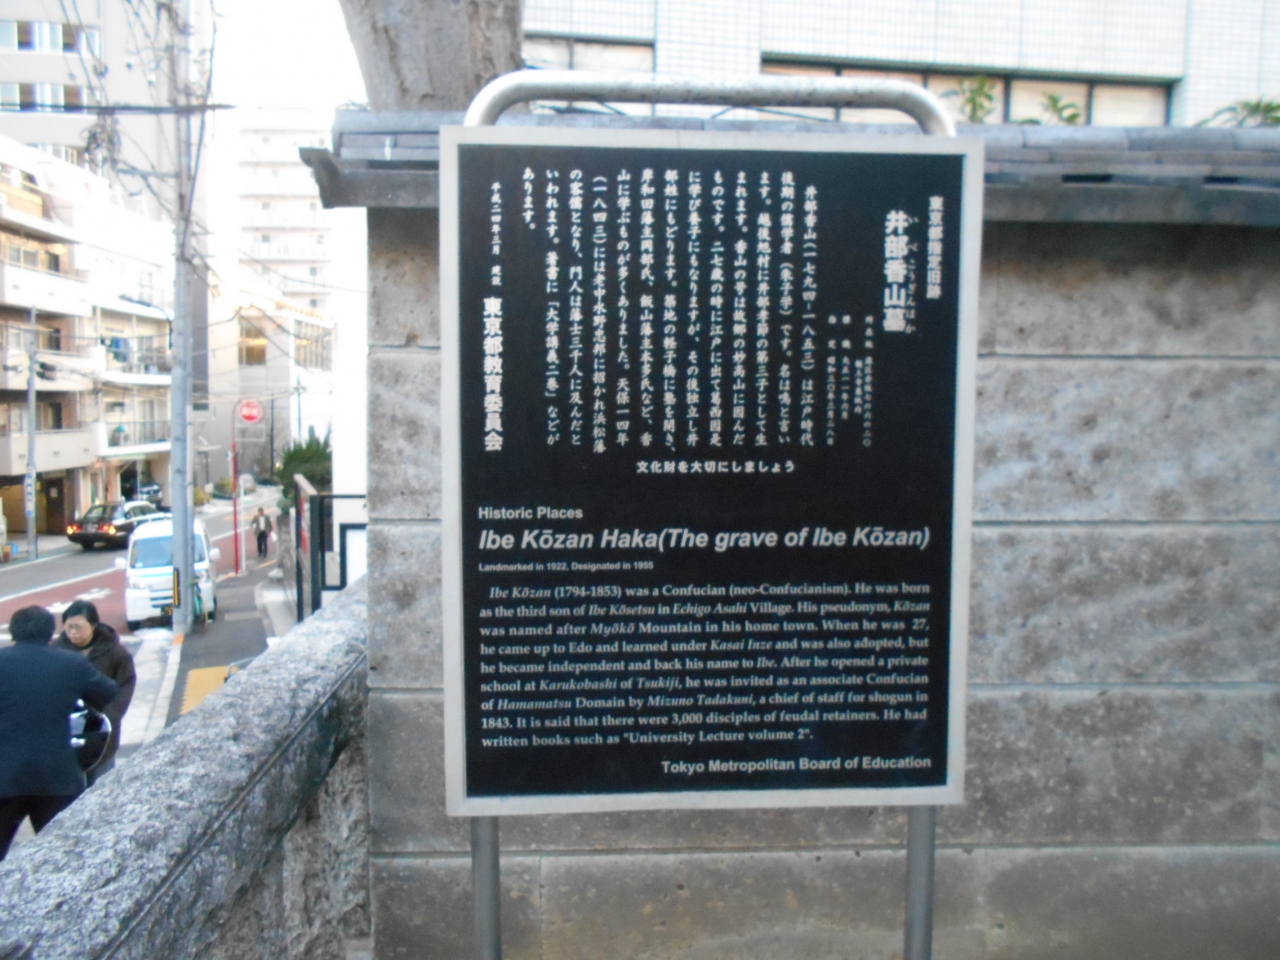 東京都指定旧跡
井部香山墓
いべこうざんはか
井部香山(一七九四-一八五三)は江戸時代
後期の儒学者(朱子学)です。名は鳴と言い
ます。越後旭村に井部孝節の第三子として生
まれます。香山の号は故郷の妙高山に因んだ
ものです。二七歳の時に江戸に出て葛西因是
に学び養子にもなりますが、その後独立し井
部姓にもどります。築地の軽子橋に塾を開き、
岸和田藩主岡部氏、飯山藩主本多氏など、香
山に学ぶものが多くありました。天保一四年
(一八四三)には老中水野忠邦に招かれ浜松藩
の客儒となり、門人は藩士三千人に及んだと
いわれます。著書に「大学講義二巻」などが
あります。
平成二四年三月 建設
東京都教育委員会
文化財を大切にしましょう
Historic Places
Ibe Kōzan Haka(The grave of Ibe Kōzan)
Landmarked in 1922, Designated in 1955
Ibe Kōzan (1794-1853) was a Confucian (neo-Confucianism). He was born
as the third son of Ibe Kōsetsu in Echigo Asahi Village. His pseudonym, Kōzan
was named after Myōkō Mountain in his home town. When he was 27,
he came up to Edo and learned under Kasai Inze and was also adopted, but
he became independent and back his name to Ibe. After he opened a private
school at Karukobashi of Tsukiji, he was invited as an associate Confucian
of Hamamatsu Domain by Mizuno Tadakuni, a chief of staff for shogun in
1843. It is said that there were 3,000 disciples of feudal retainers. He had
written books such as "University Lecture volume 2".
Tokyo Metropolitan Board of Education